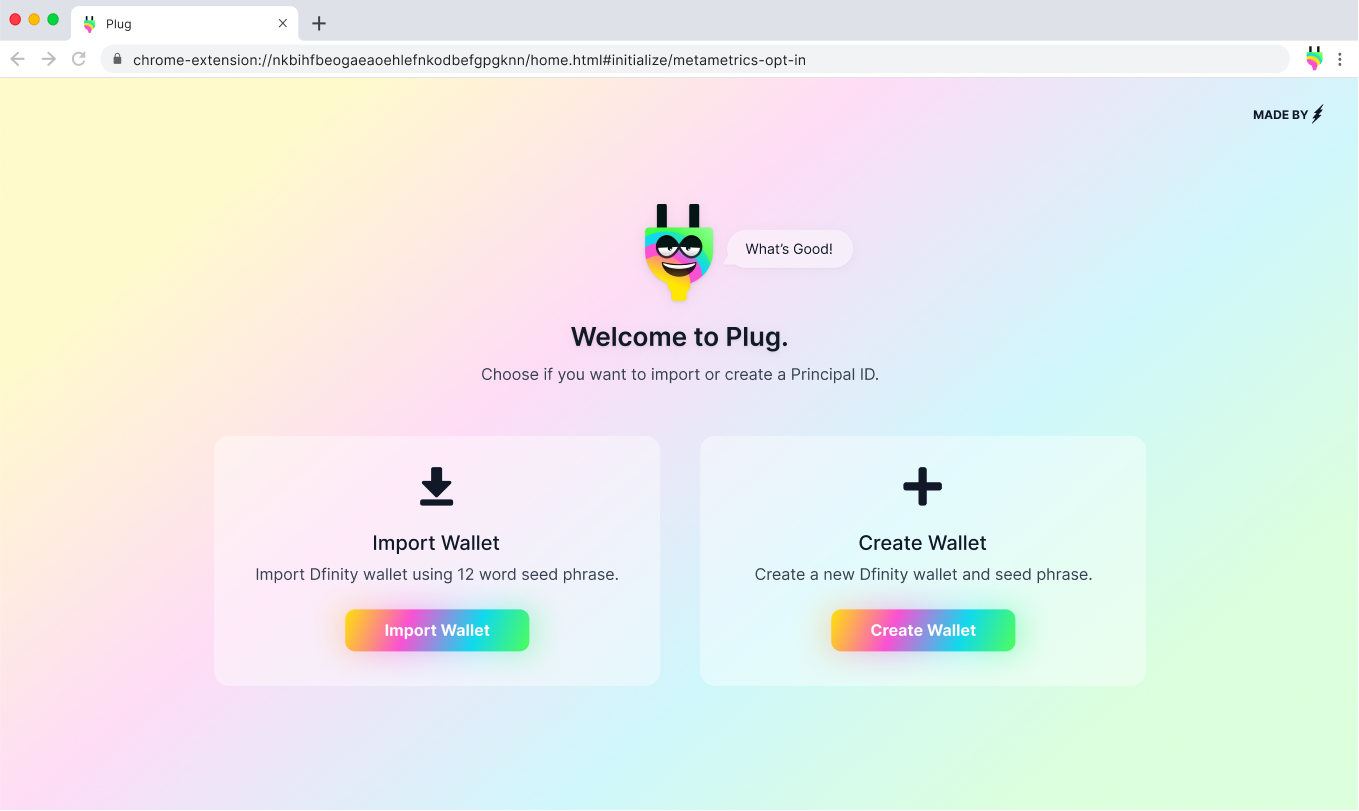 Plug
chrome-extension://nkbihfbeogaeaoehlefnkodbefgpgknn/home.html#initialize/metametrics-opt-in
MADE BY
What's Good!
Welcome to Plug.
Choose if you want to import or create a Principal ID.
Import Wallet
Import Dfinity wallet using 12 word seed phrase.
Import Wallet
Create Wallet
Create a new Dfinity wallet and seed phrase.
Create Wallet